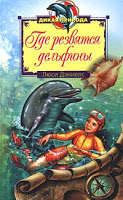 ДИКАЯ ПРИРОДА
Где резвятся
дельфины
Люси Дэниелс